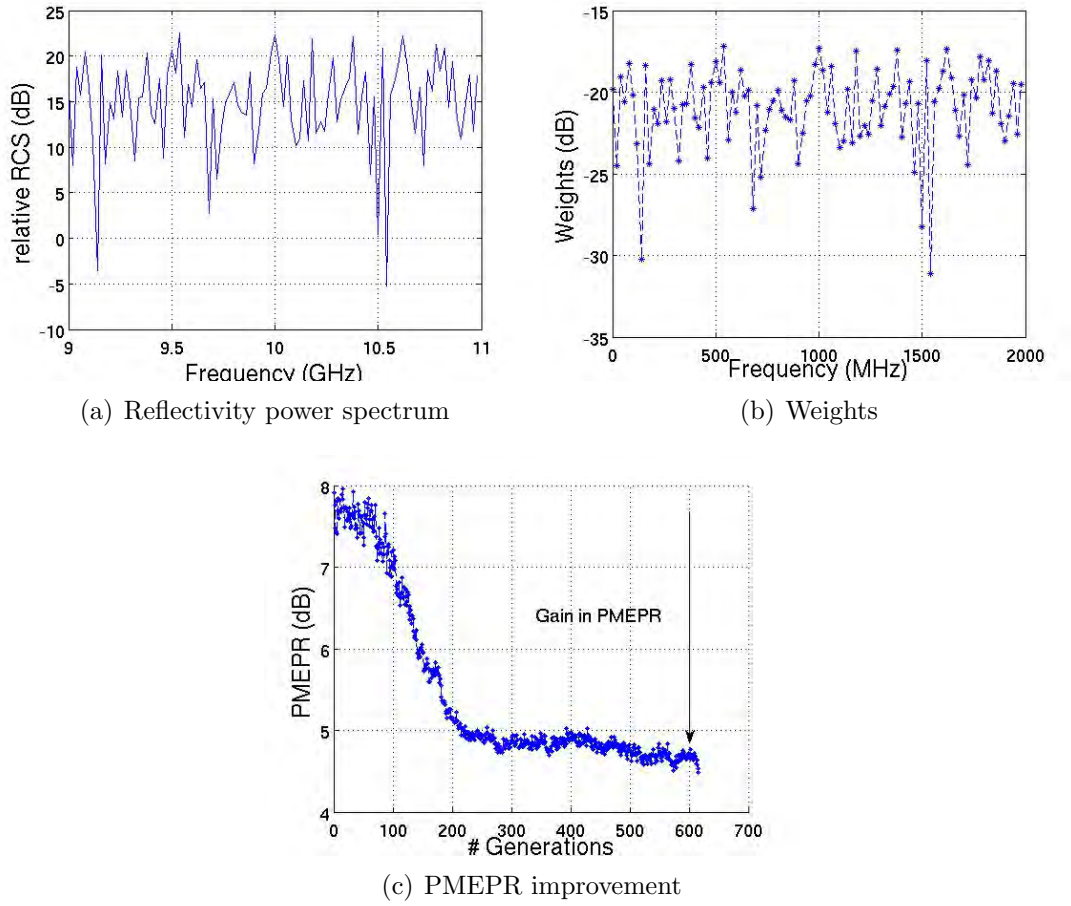 25
20
15
10
5
0
-5
-10
relative RCS (dB)
9 9.5 10 10.5 11
Frequency (GHz)
(a) Reflectivity power spectrum
-15
-20
-25
-30
-35
Weights (dB)
0 500 1000 1500 2000
Frequency (MHz)
(b) Weights
8
7
6
5
4
PMEPR (dB)
Gain in PMEPR
0 100 200 300 400 500 600 700
# Generations
(c) PMEPR improvement